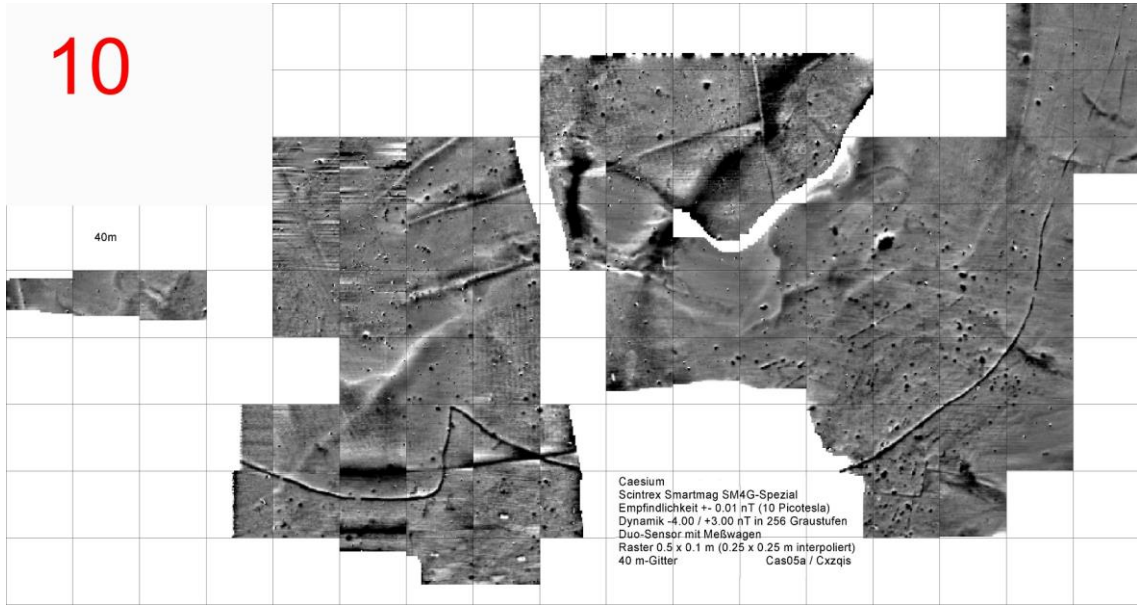 10
40m
Caesium
Scintrex Smartmag SM4G-Spezial
Empfindlichkeit +- 0.01 nT (10 Picotesla)
Dynamik -4.00 / +3.00 nT in 256 Graustufen
Duo-Sensor mit Meßwagen
Raster 0.5 x 0.1 m (0.25 x 0.25 m interpoliert)
40 m-Gitter Cas05a / Cxzqis